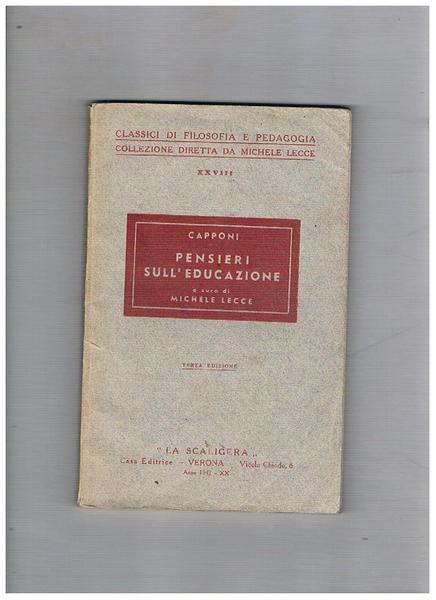 CLASSICI DI FILOSOFIA E PEDAGOGIA
COLLEZIONE DIRETTA DA MICHELE LECCE
XXVIII
CAPPONI
PENSIERI
SULL'EDUCAZIONE
a cura di
MICHELE LECCE
TERZA EDIZIONE
" LA SCALIGERA „
Casa Editrice – VERONA Vicolo Chiodo, 6
Anno 1942 - XX